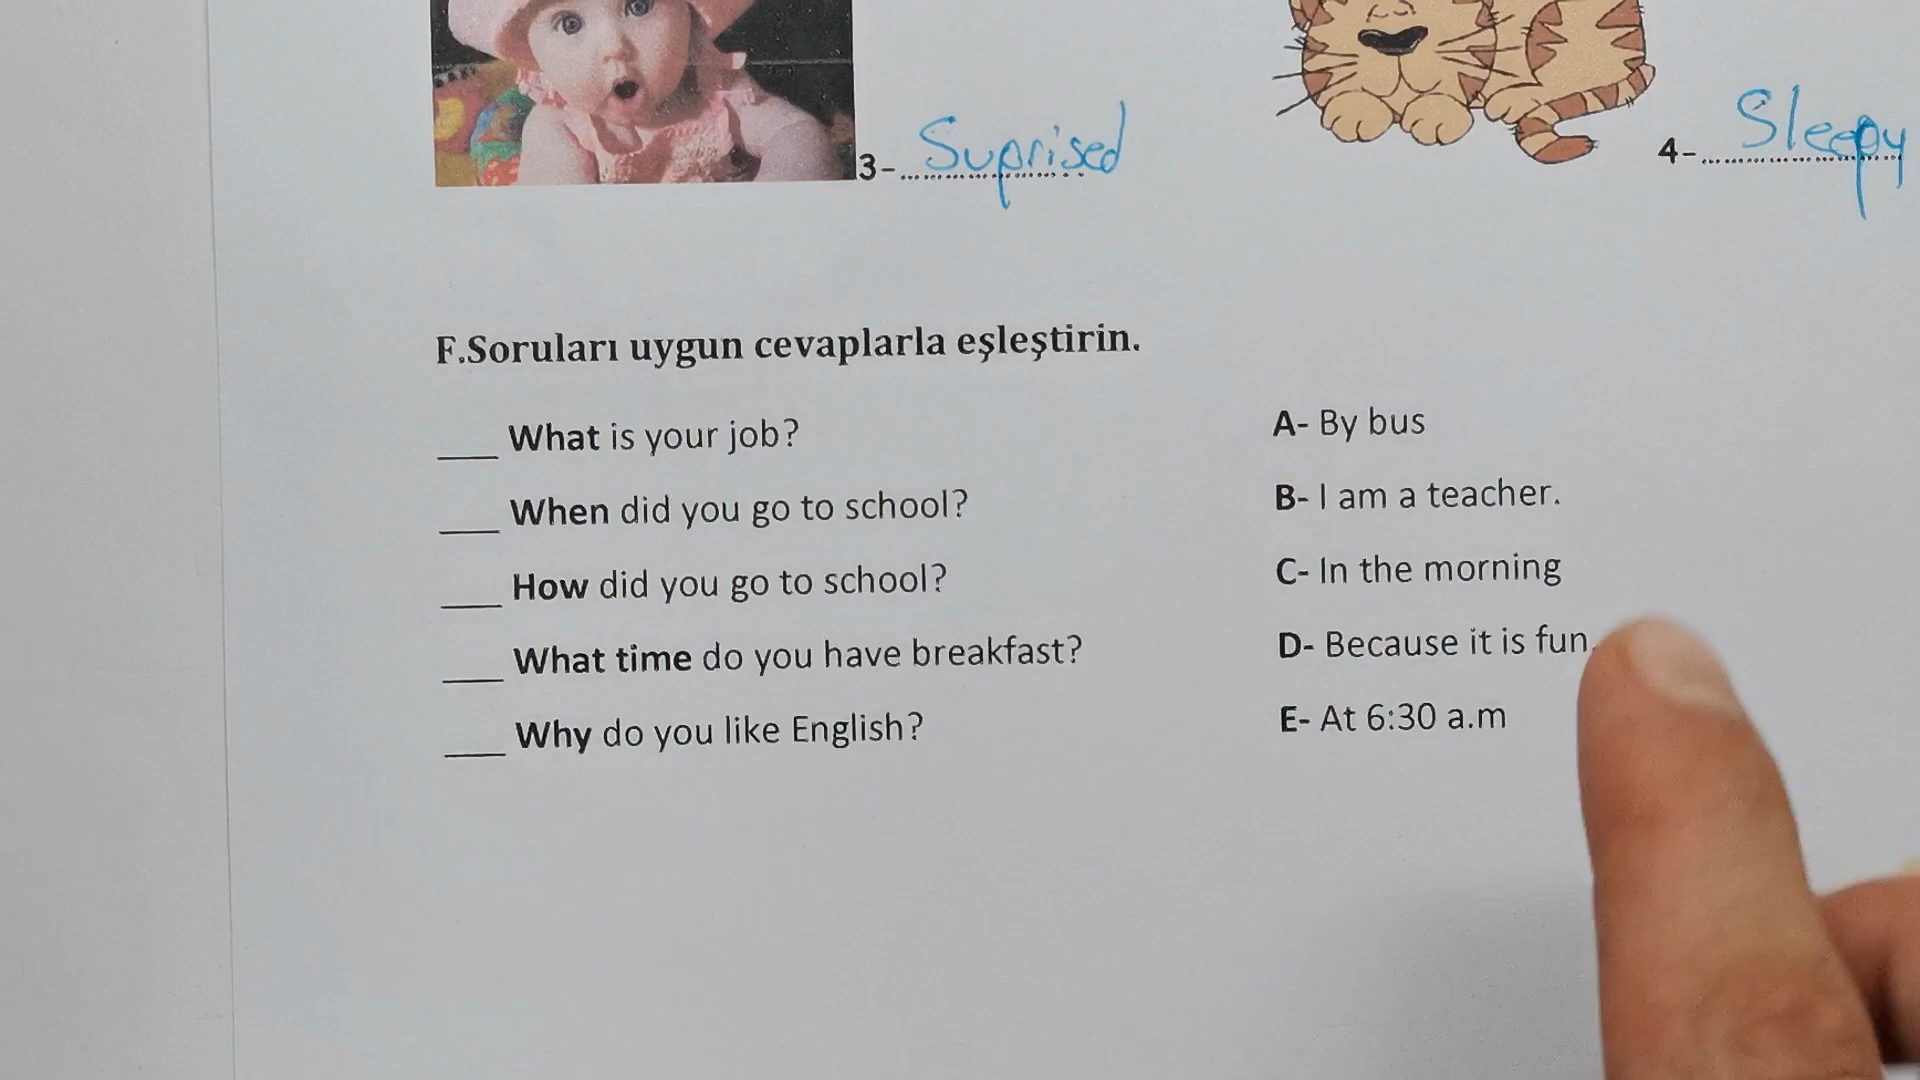 3- Suprised
4- Sleepy
F.Soruları uygun cevaplarla eşleştirin.
___ What is your job?
A- By bus
___ When did you go to school?
B- I am a teacher.
___ How did you go to school?
C- In the morning
___ What time do you have breakfast?
D- Because it is fun.
___ Why do you like English?
E- At 6:30 a.m